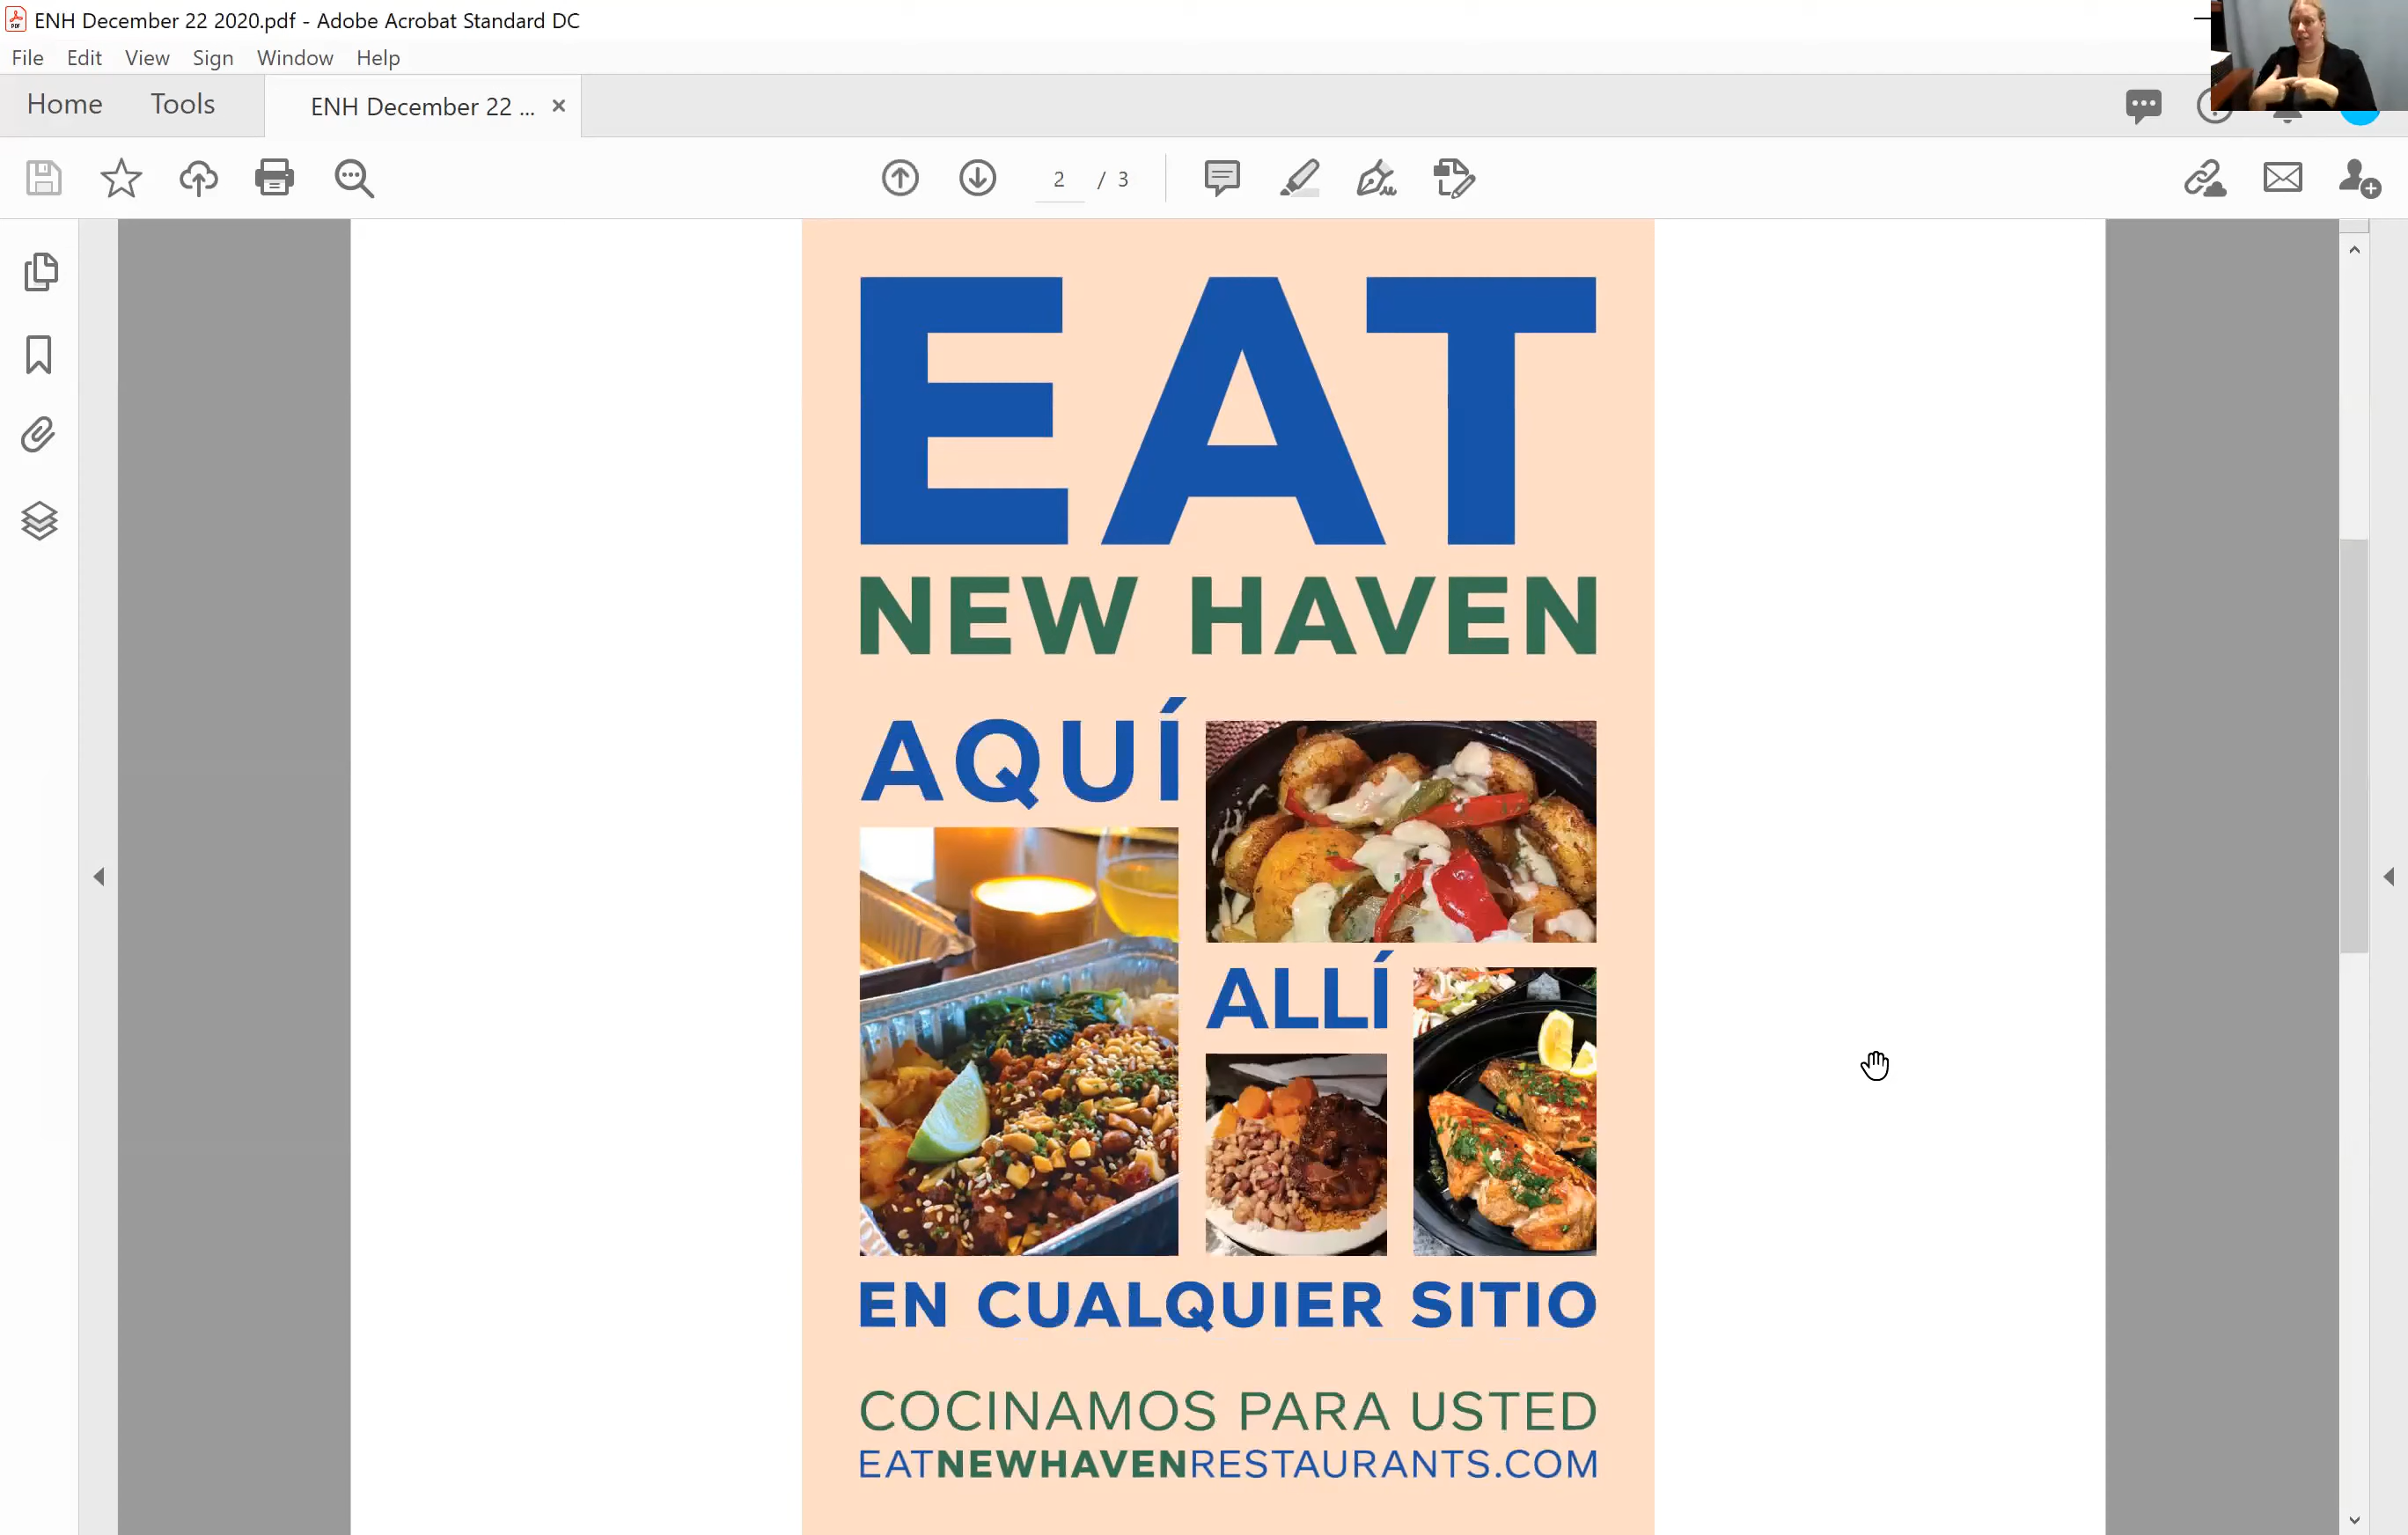 ENH December 22 2020.pdf - Adobe Acrobat Standard DC
File Edit View Sign Window Help
Home Tools ENH December 22 ... ×
2 / 3
EAT
NEW HAVEN
AQUÍ
ALLÍ
EN CUALQUIER SITIO
COCINAMOS PARA USTED
EATNEWHAVENRESTAURANTS.COM